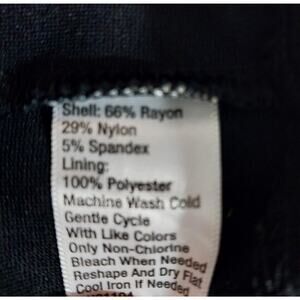 Shell: 66% Rayon
29% Nylon
5% Spandex
Lining:
100% Polyester
Machine Wash Cold
Gentle Cycle
With Like Colors
Only Non-Chlorine
Bleach When Needed
Reshape And Dry Flat
Cool Iron If Needed